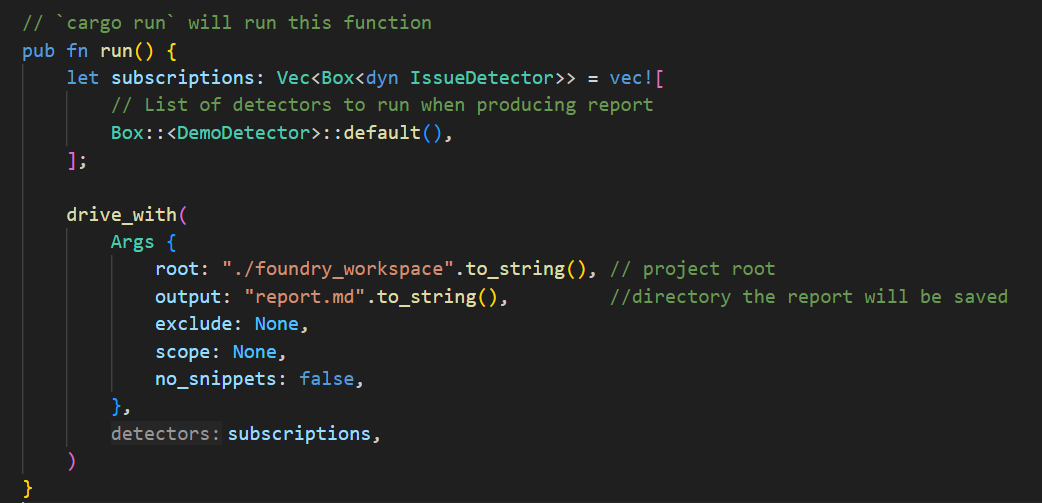 // `cargo run` will run this function
pub fn run() {
    let subscriptions: Vec<Box<dyn IssueDetector>> = vec![
        // List of detectors to run when producing report
        Box::<DemoDetector>::default(),
    ];

    drive_with(
        Args {
            root: "./foundry_workspace".to_string(), // project root
            output: "report.md".to_string(),         //directory the report will be saved
            exclude: None,
            scope: None,
            no_snippets: false,
        },
        detectors: subscriptions,
    )
}